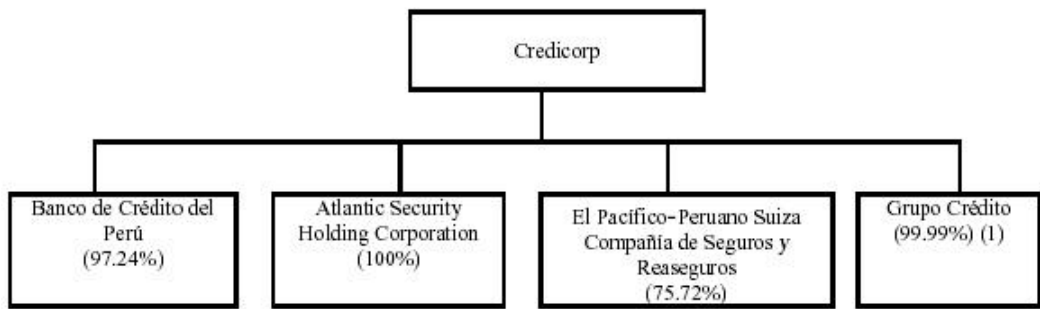 Credicorp
Banco de Crédito del
Perú
(97.24%)
Atlantic Security
Holding Corporation
(100%)
El Pacífico-Peruano Suiza
Compañía de Seguros y
Reaseguros
(75.72%)
Grupo Crédito
(99.99%) (1)